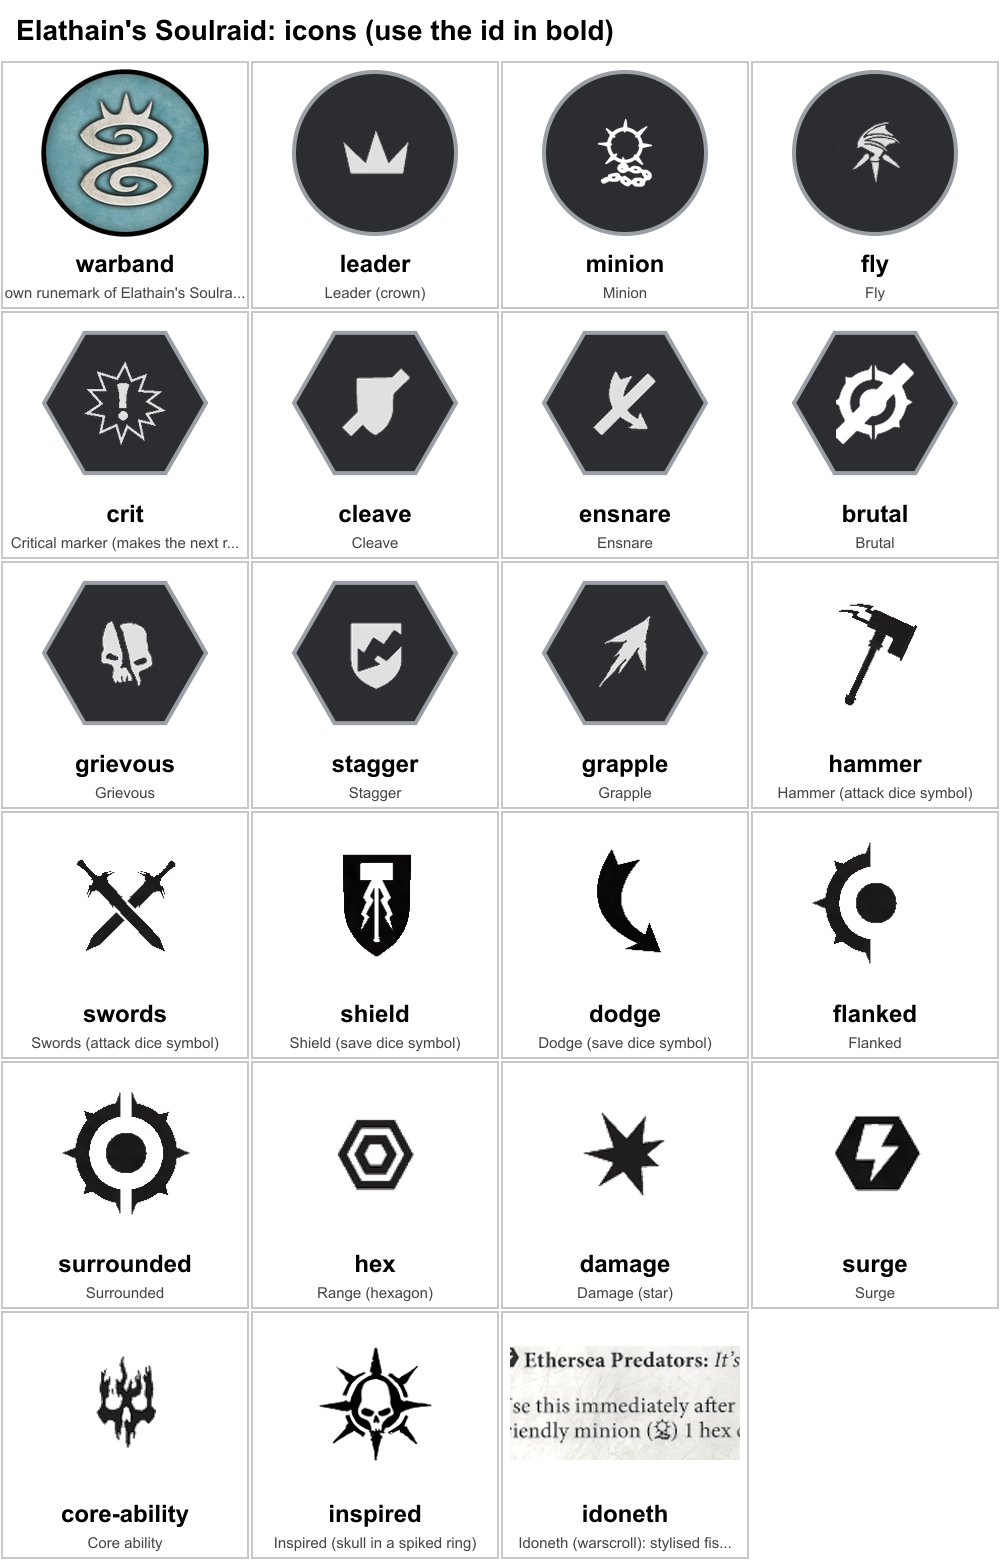 Elathain's Soulraid: icons (use the id in bold)
warband
own runemark of Elathain's Soulra...
leader
Leader (crown)
minion
Minion
fly
Fly
crit
Critical marker (makes the next r...
cleave
Cleave
ensnare
Ensnare
brutal
Brutal
grievous
Grievous
stagger
Stagger
grapple
Grapple
hammer
Hammer (attack dice symbol)
swords
Swords (attack dice symbol)
shield
Shield (save dice symbol)
dodge
Dodge (save dice symbol)
flanked
Flanked
surrounded
Surrounded
hex
Range (hexagon)
damage
Damage (star)
surge
Surge
core-ability
Core ability
inspired
Inspired (skull in a spiked ring)
Ethersea Predators: It's
se this immediately after
iendly minion () 1 hex
idoneth
Idoneth (warscroll): stylised fis...